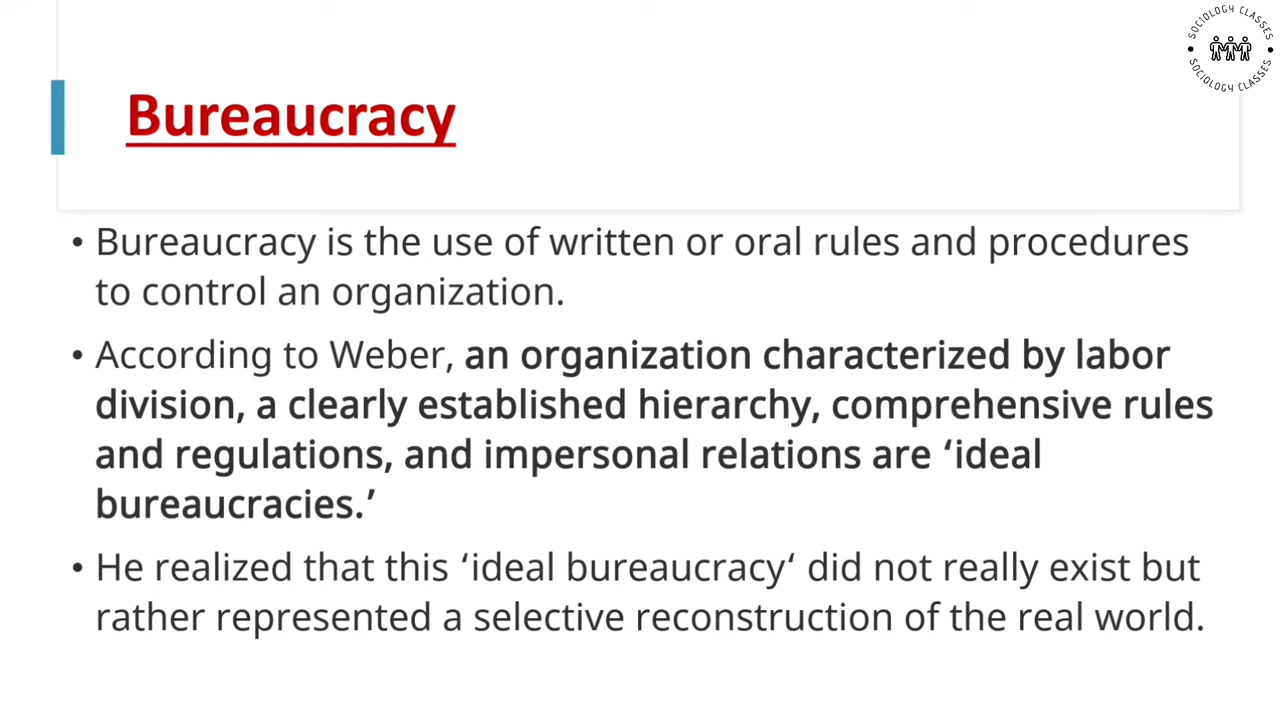 SOCIOLOGY CLASSES
SOCIOLOGY CLASSES
Bureaucracy
• Bureaucracy is the use of written or oral rules and procedures
to control an organization.
• According to Weber, an organization characterized by labor
division, a clearly established hierarchy, comprehensive rules
and regulations, and impersonal relations are ‘ideal
bureaucracies.’
• He realized that this ‘ideal bureaucracy‘ did not really exist but
rather represented a selective reconstruction of the real world.